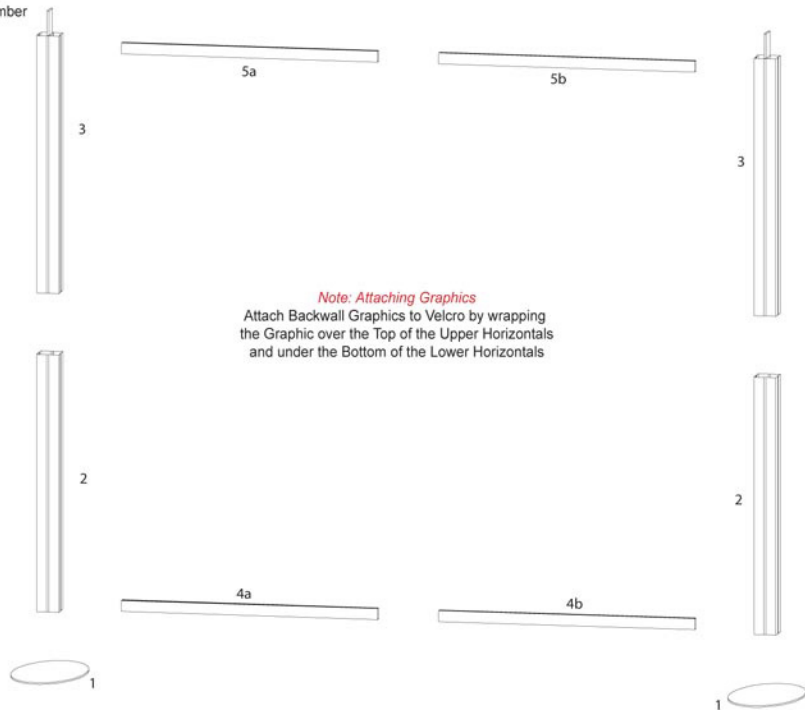 mber
5a
5b
3
3
Note: Attaching Graphics
Attach Backwall Graphics to Velcro by wrapping
the Graphic over the Top of the Upper Horizontals
and under the Bottom of the Lower Horizontals
2
2
4a
4b
1
1